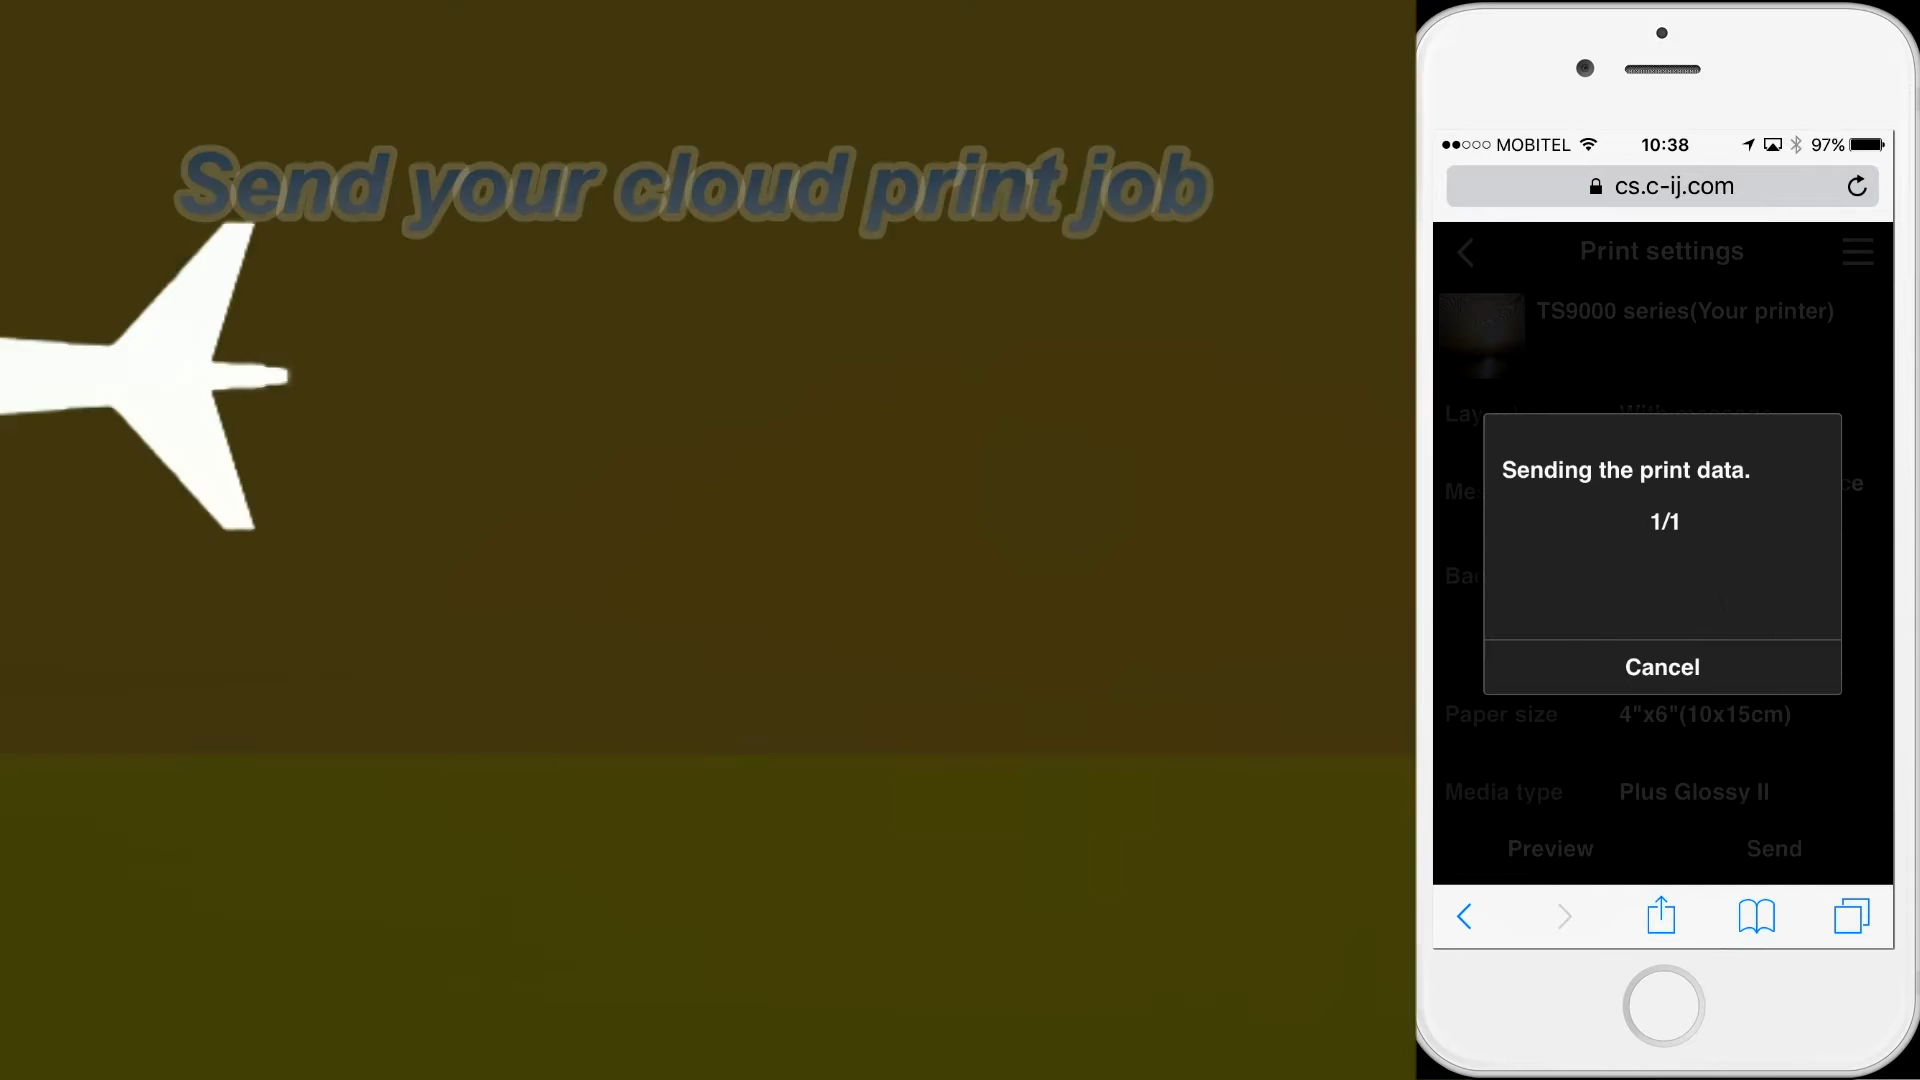 Send your cloud print job
MOBITEL 10:38 97%
cs.c-ij.com
Print settings
TS9000 series(Your printer)
Sending the print data.
1/1
Cancel
Paper size 4"x6"(10x15cm)
Media type Plus Glossy II
Preview Send